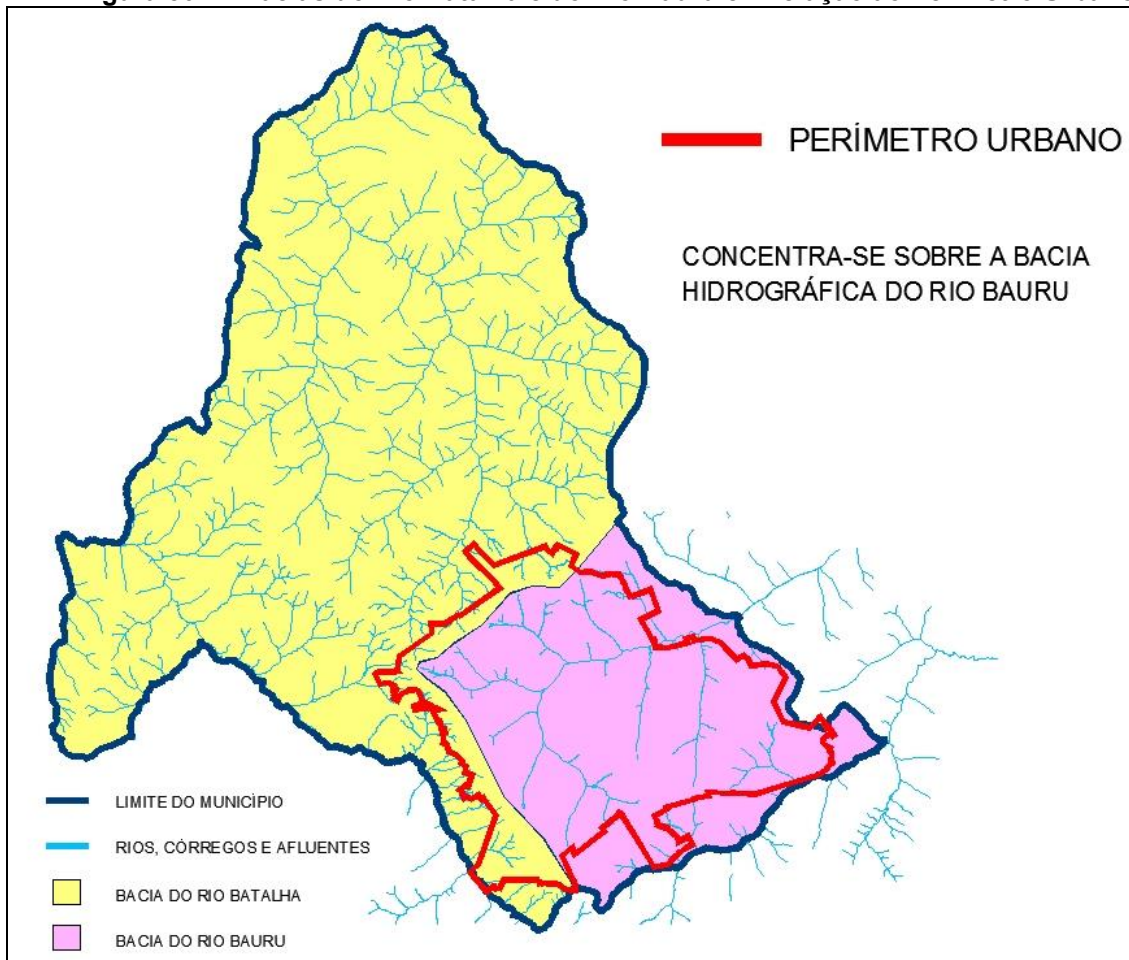 PERÍMETRO URBANO
CONCENTRA-SE SOBRE A BACIA
HIDROGRÁFICA DO RIO BAURU
LIMITE DO MUNICÌPIO
RIOS, CÓRREGOS E AFLUENTES
BACIA DO RIO BATALHA
BACIA DO RIO BAURU